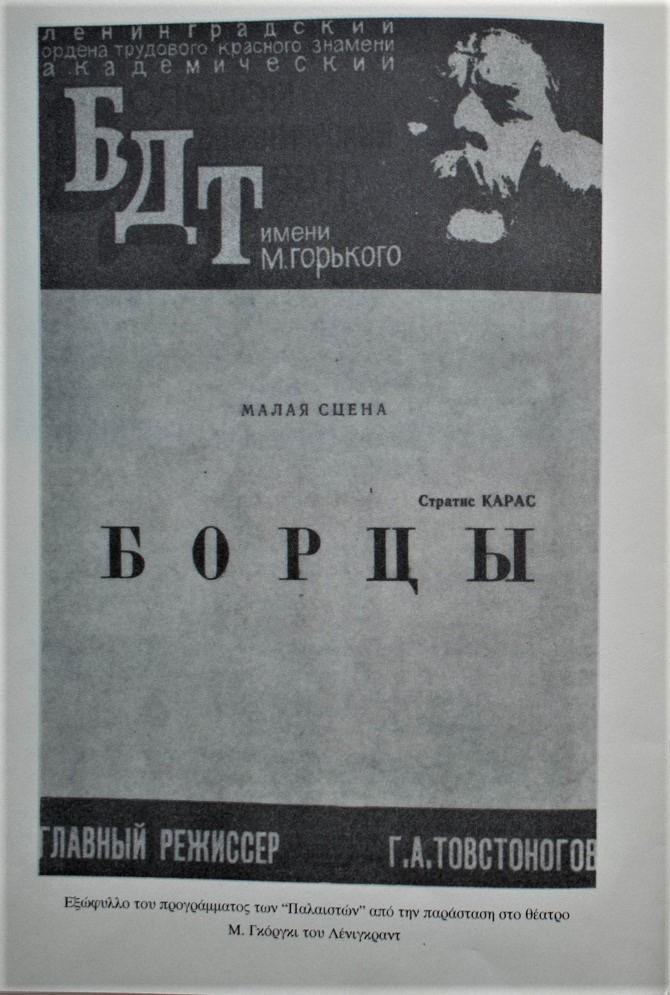 ленинградский
ордена трудового красного знамени
академический
БДТ
имени
М.горького
МАЛАЯ СЦЕНА
Стратис КАРАС
БОРЦЫ
ГЛАВНЫЙ РЕЖИССЕР Г.А.ТОВСТОНОГОВ
Εξώφυλλο του προγράμματος των “Παλαιστών” από την παράσταση στο θέατρο
Μ. Γκόργκι του Λένιγκραντ